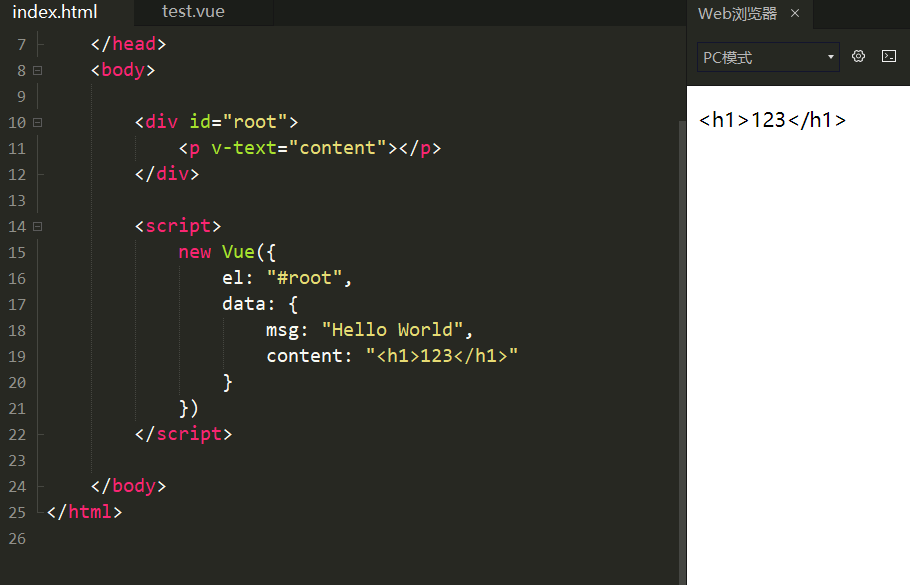 index.html
test.vue
Web浏览器 ×
PC模式
7 </head>
8 <body>
9
10 <div id="root">
11 <p v-text="content"></p>
12 </div>
13
14 <script>
15 new Vue({
16 el: "#root",
17 data: {
18 msg: "Hello World",
19 content: "<h1>123</h1>"
20 }
21 })
22 </script>
23
24 </body>
25 </html>
26
<h1>123</h1>